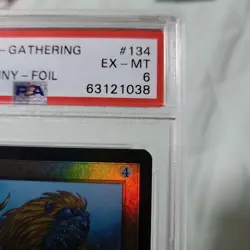 -GATHERING #134
EX-MT
NY-FOIL 6
PSA 63121038
4